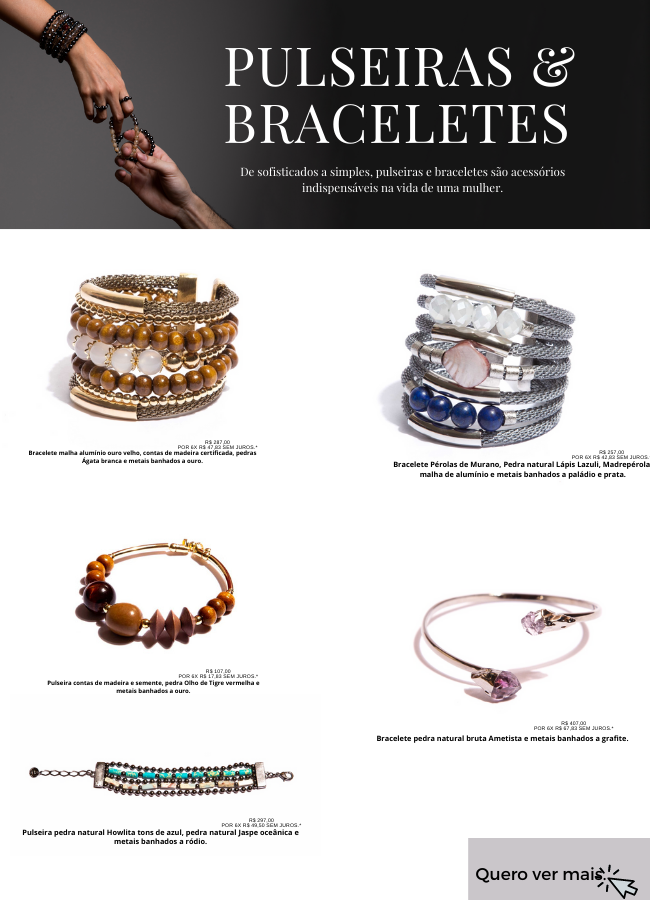 PULSEIRAS &
BRACELETES
De sofisticados a simples, pulseiras e braceletes são acessórios
indispensáveis na vida de uma mulher.
R$ 287,00
POR 6X R$ 47,83 SEM JUROS.*
Bracelete malha alumínio ouro velho, contas de madeira certificada, pedras
Ágata branca e metais banhados a ouro.
R$ 257,00
POR 6X R$ 42,83 SEM JUROS.
Bracelete Pérolas de Murano, Pedra natural Lápis Lazuli, Madrepérola
malha de alumínio e metais banhados a paládio e prata.
R$ 107,00
POR 6X R$ 17,83 SEM JUROS.*
Pulseira contas de madeira e semente, pedra Olho de Tigre vermelha e
metais banhados a ouro.
R$ 407,00
POR 6X R$ 67,83 SEM JUROS.*
Bracelete pedra natural bruta Ametista e metais banhados a grafite.
R$ 297,00
POR 6X R$ 49,50 SEM JUROS.*
Pulseira pedra natural Howlita tons de azul, pedra natural Jaspe oceânica e
metais banhados a ródio.
Quero ver mais.